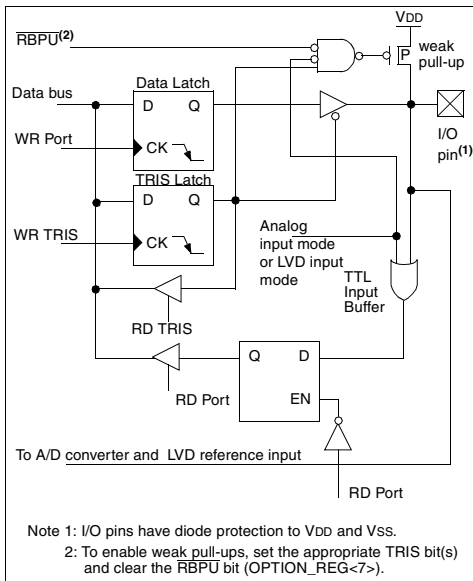 VDD
RBPU(2)
P
weak
pull-up
Data Latch
Data bus
D Q
WR Port
CK
I/O
pin(1)
TRIS Latch
D Q
WR TRIS
CK
Analog
input mode
or LVD input
mode
TTL
Input
Buffer
RD TRIS
Q D
RD Port
EN
To A/D converter and LVD reference input
RD Port
Note 1: I/O pins have diode protection to VDD and VSS.
2: To enable weak pull-ups, set the appropriate TRIS bit(s)
and clear the RBPU bit (OPTION_REG<7>).